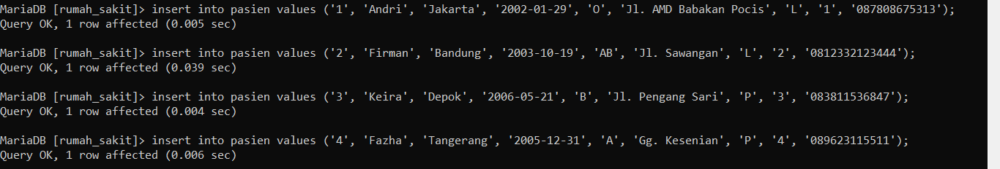 MariaDB [rumah_sakit]> insert into pasien values ('1', 'Andri', 'Jakarta', '2002-01-29', 'O', 'Jl. AMD Babakan Pocis', 'L', '1', '087808675313');
Query OK, 1 row affected (0.005 sec)
MariaDB [rumah_sakit]> insert into pasien values ('2', 'Firman', 'Bandung', '2003-10-19', 'AB', 'Jl. Sawangan', 'L', '2', '0812332123444');
Query OK, 1 row affected (0.039 sec)
MariaDB [rumah_sakit]> insert into pasien values ('3', 'Keira', 'Depok', '2006-05-21', 'B', 'Jl. Pengang Sari', 'P', '3', '083811536847');
Query OK, 1 row affected (0.004 sec)
MariaDB [rumah_sakit]> insert into pasien values ('4', 'Fazha', 'Tangerang', '2005-12-31', 'A', 'Gg. Kesenian', 'P', '4', '089623115511');
Query OK, 1 row affected (0.006 sec)